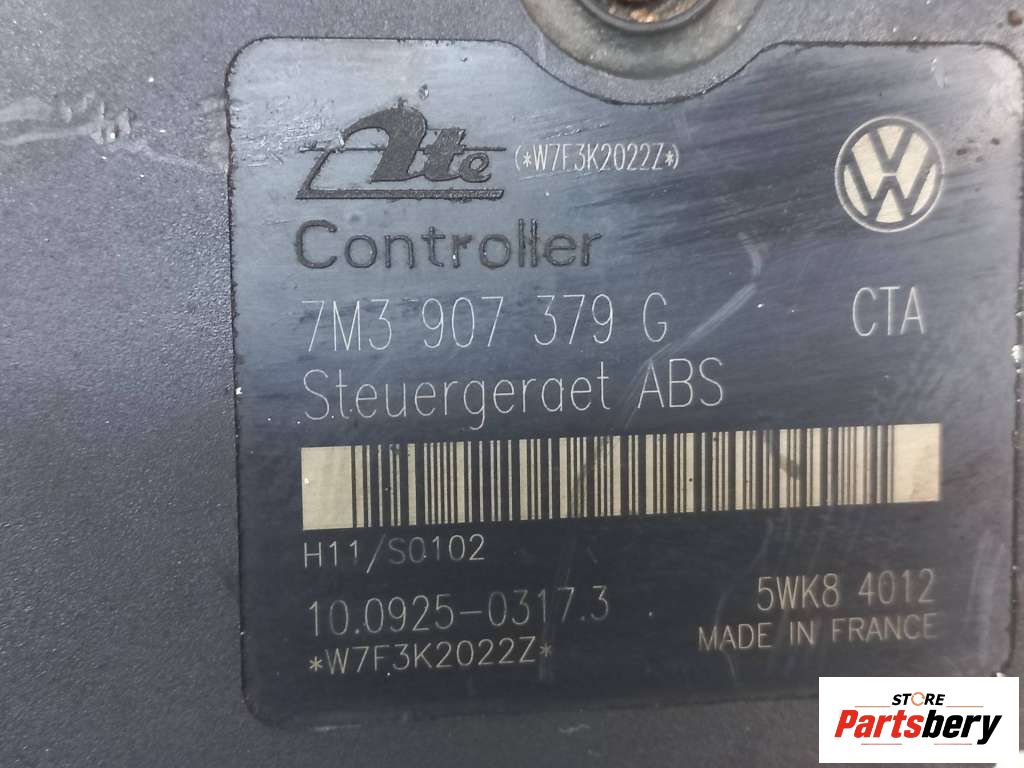 Ate (*W7F3K2022Z*)
Controller
7M3 907 379 G CTA
Steuergeraet ABS
H11/S0102
10.0925-0317.3 5WK8 4012
*W7F3K2022Z* MADE IN FRANCE
STORE
Partsbery